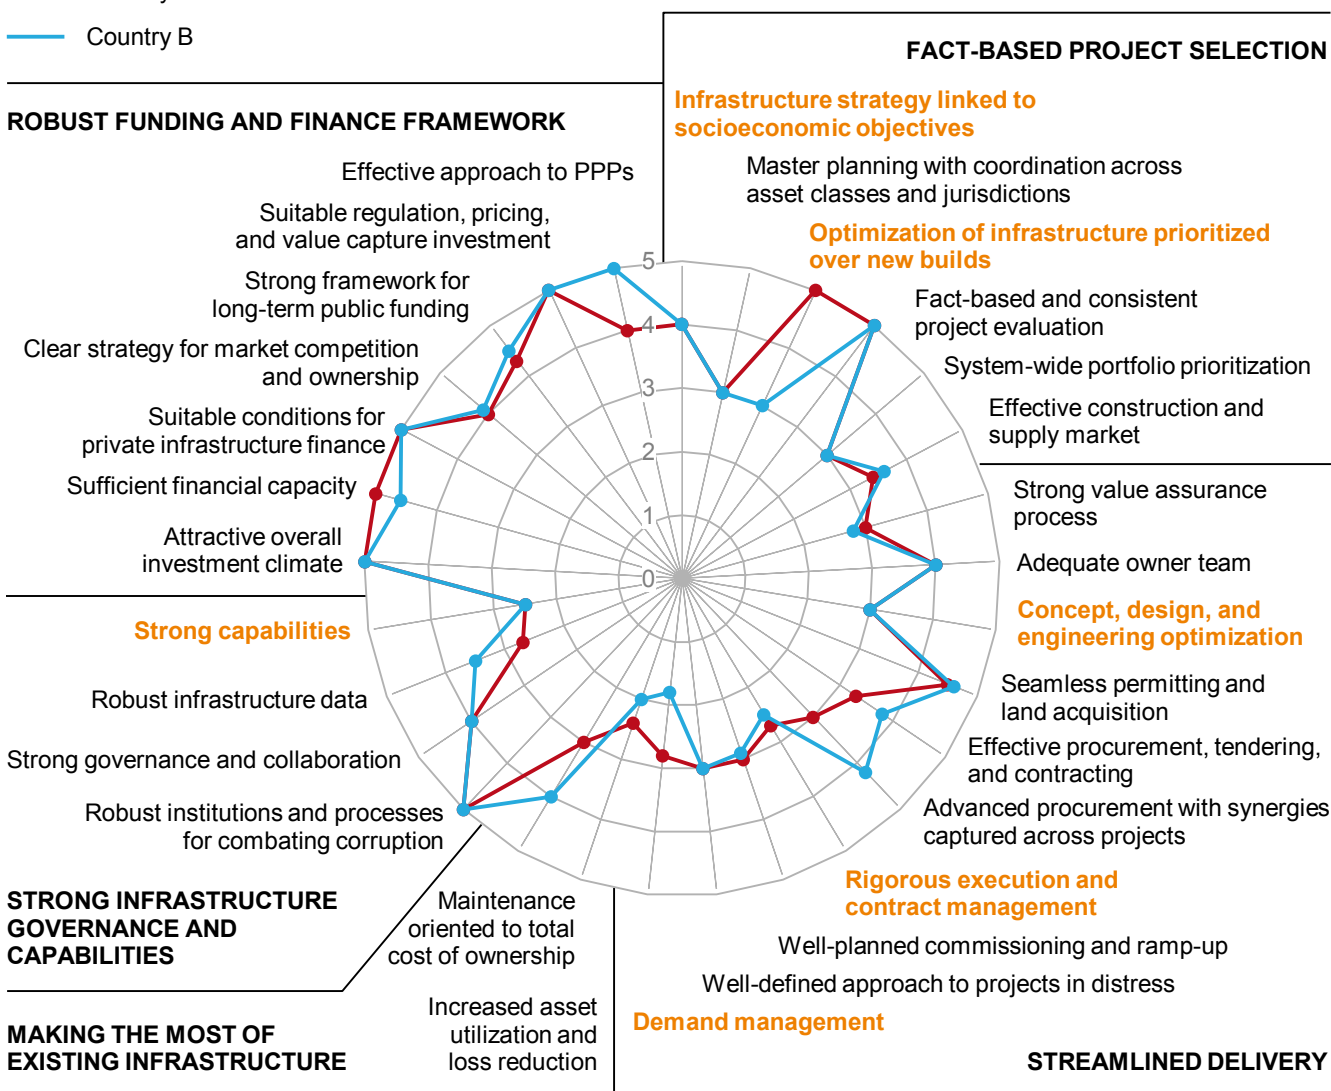 Country B
FACT-BASED PROJECT SELECTION
Infrastructure strategy linked to
socioeconomic objectives
Master planning with coordination across
asset classes and jurisdictions
Optimization of infrastructure prioritized
over new builds
Fact-based and consistent
project evaluation
System-wide portfolio prioritization
Effective construction and
supply market
Strong value assurance
process
Adequate owner team
Concept, design, and
engineering optimization
Seamless permitting and
land acquisition
Effective procurement, tendering,
and contracting
Advanced procurement with synergies
captured across projects
Rigorous execution and
contract management
Well-planned commissioning and ramp-up
Well-defined approach to projects in distress
Demand management
STREAMLINED DELIVERY
ROBUST FUNDING AND FINANCE FRAMEWORK
Effective approach to PPPs
Suitable regulation, pricing,
and value capture investment
Strong framework for
long-term public funding
Clear strategy for market competition
and ownership
Suitable conditions for
private infrastructure finance
Sufficient financial capacity
Attractive overall
investment climate
Strong capabilities
Robust infrastructure data
Strong governance and collaboration
Robust institutions and processes
for combating corruption
STRONG INFRASTRUCTURE
GOVERNANCE AND
CAPABILITIES
Maintenance
oriented to total
cost of ownership
Increased asset
utilization and
loss reduction
MAKING THE MOST OF
EXISTING INFRASTRUCTURE
5
4
3
2
1
0